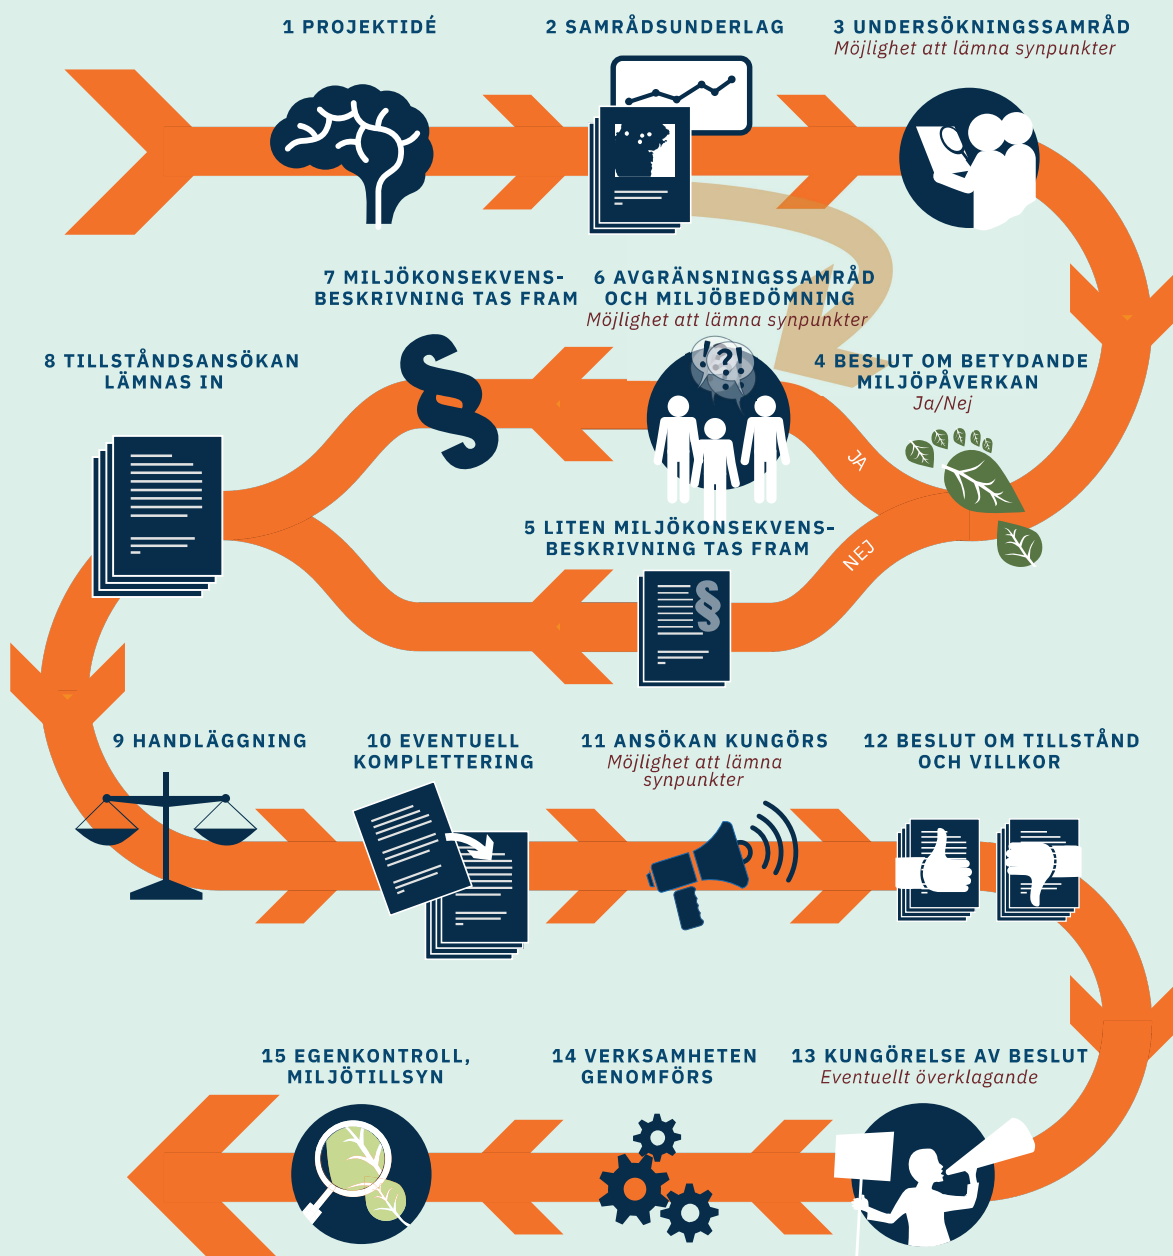 1 PROJEKTIDÉ
2 SAMRÅDSUNDERLAG
3 UNDERSÖKNINGSSAMRÅD
Möjlighet att lämna synpunkter
7 MILJÖKONSEKVENS-
BESKRIVNING TAS FRAM
6 AVGRÄNSNINGSSAMRÅD
OCH MILJÖBEDÖMNING
Möjlighet att lämna synpunkter
8 TILLSTÅNDSANSÖKAN
LÄMNAS IN
4 BESLUT OM BETYDANDE
MILJÖPÅVERKAN
Ja/Nej
!?!
JA
5 LITEN MILJÖKONSEKVENS-
BESKRIVNING TAS FRAM
NEJ
§
9 HANDLÄGGNING
10 EVENTUELL
KOMPLETTERING
11 ANSÖKAN KUNGÖRS
Möjlighet att lämna
synpunkter
12 BESLUT OM TILLSTÅND
OCH VILLKOR
15 EGENKONTROLL,
MILJÖTILLSYN
14 VERKSAMHETEN
GENOMFÖRS
13 KUNGÖRELSE AV BESLUT
Eventuellt överklagande